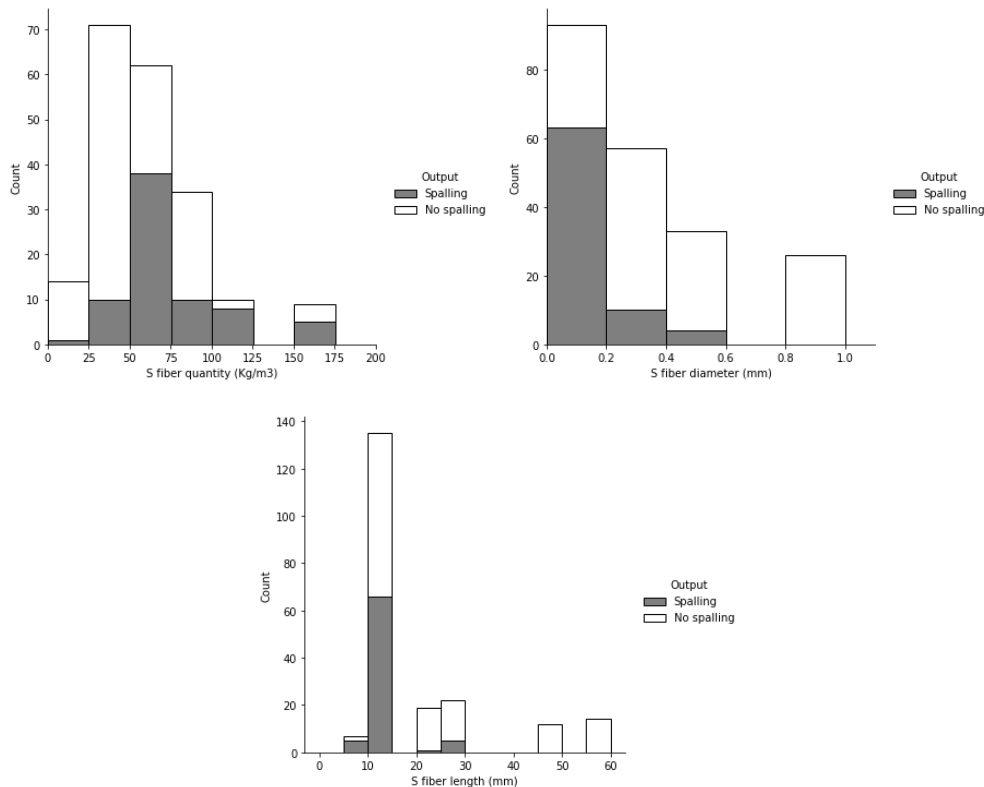 70
60
50
40
30
20
10
0
Count
0 25 50 75 100 125 150 175 200
S fiber quantity (Kg/m3)
Output
Spalling
No spalling
80
60
40
20
0
Count
0.0 0.2 0.4 0.6 0.8 1.0
S fiber diameter (mm)
Output
Spalling
No spalling
140
120
100
80
60
40
20
0
Count
0 10 20 30 40 50 60
S fiber length (mm)
Output
Spalling
No spalling